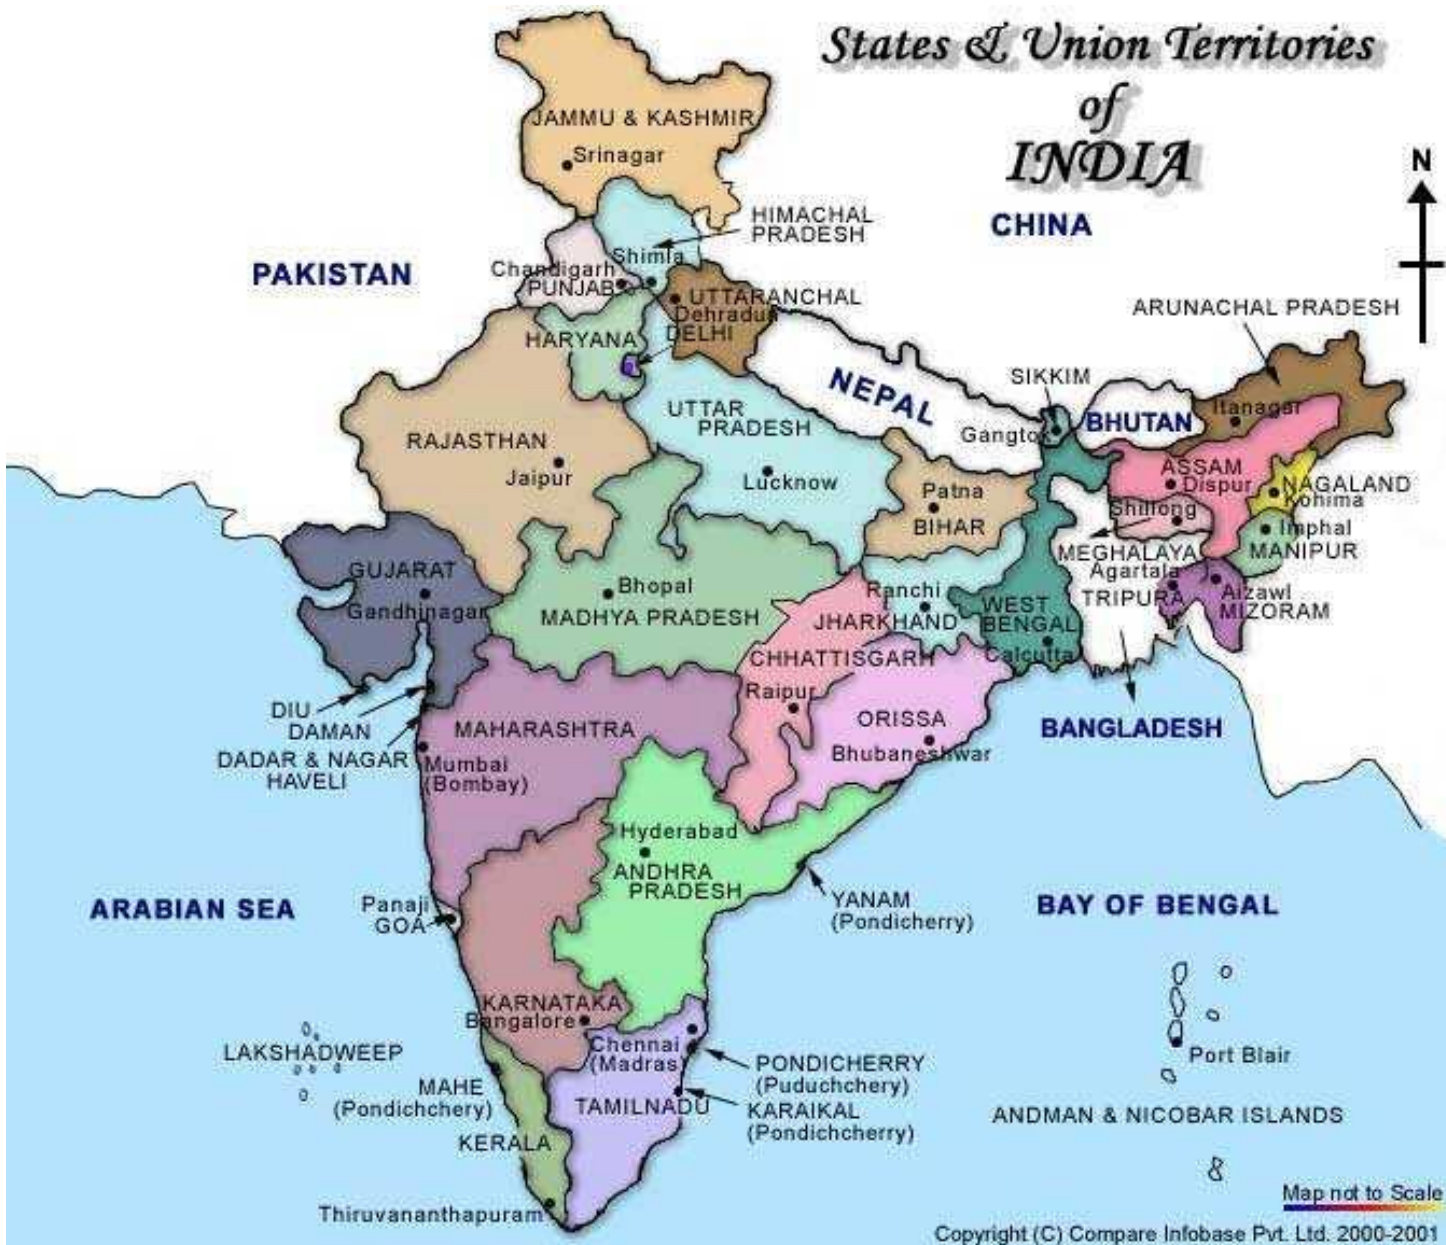 States & Union Territories
of
INDIA
N
JAMMU & KASHMIR
Srinagar
HIMACHAL
PRADESH
CHINA
PAKISTAN
Shimla
Chandigarh
PUNJAB
UTTARANCHAL
Dehradun
DELHI
HARYANA
ARUNACHAL PRADESH
SIKKIM
NEPAL
BHUTAN
Itanagar
Gangtok
UTTAR
PRADESH
Lucknow
RAJASTHAN
Jaipur
ASSAM
Dispur
NAGALAND
Kohima
Patna
BIHAR
Shillong
Imphal
MANIPUR
MEGHALAYA
Agartala
TRIPURA
Aizawl
MIZORAM
GUJARAT
Gandhinagar
Bhopal
MADHYA PRADESH
Ranchi
JHARKHAND
WEST
BENGAL
Calcutta
CHHATTISGARH
Raipur
DIU
DAMAN
DADAR & NAGAR
HAVELI
MAHARASHTRA
Mumbai
(Bombay)
ORISSA
Bhubaneshwar
BANGLADESH
Hyderabad
ANDHRA
PRADESH
YANAM
(Pondicherry)
ARABIAN SEA
Panaji
GOA
BAY OF BENGAL
KARNATAKA
Bangalore
Chennai
(Madras)
LAKSHADWEEP
MAHE
(Pondichchery)
PONDICHERRY
(Puduchchery)
KARAIKAL
(Pondichcherry)
TAMILNADU
KERALA
Thiruvananthapuram
Port Blair
ANDMAN & NICOBAR ISLANDS
Map not to Scale
Copyright (C) Compare Infobase Pvt. Ltd. 2000-2001